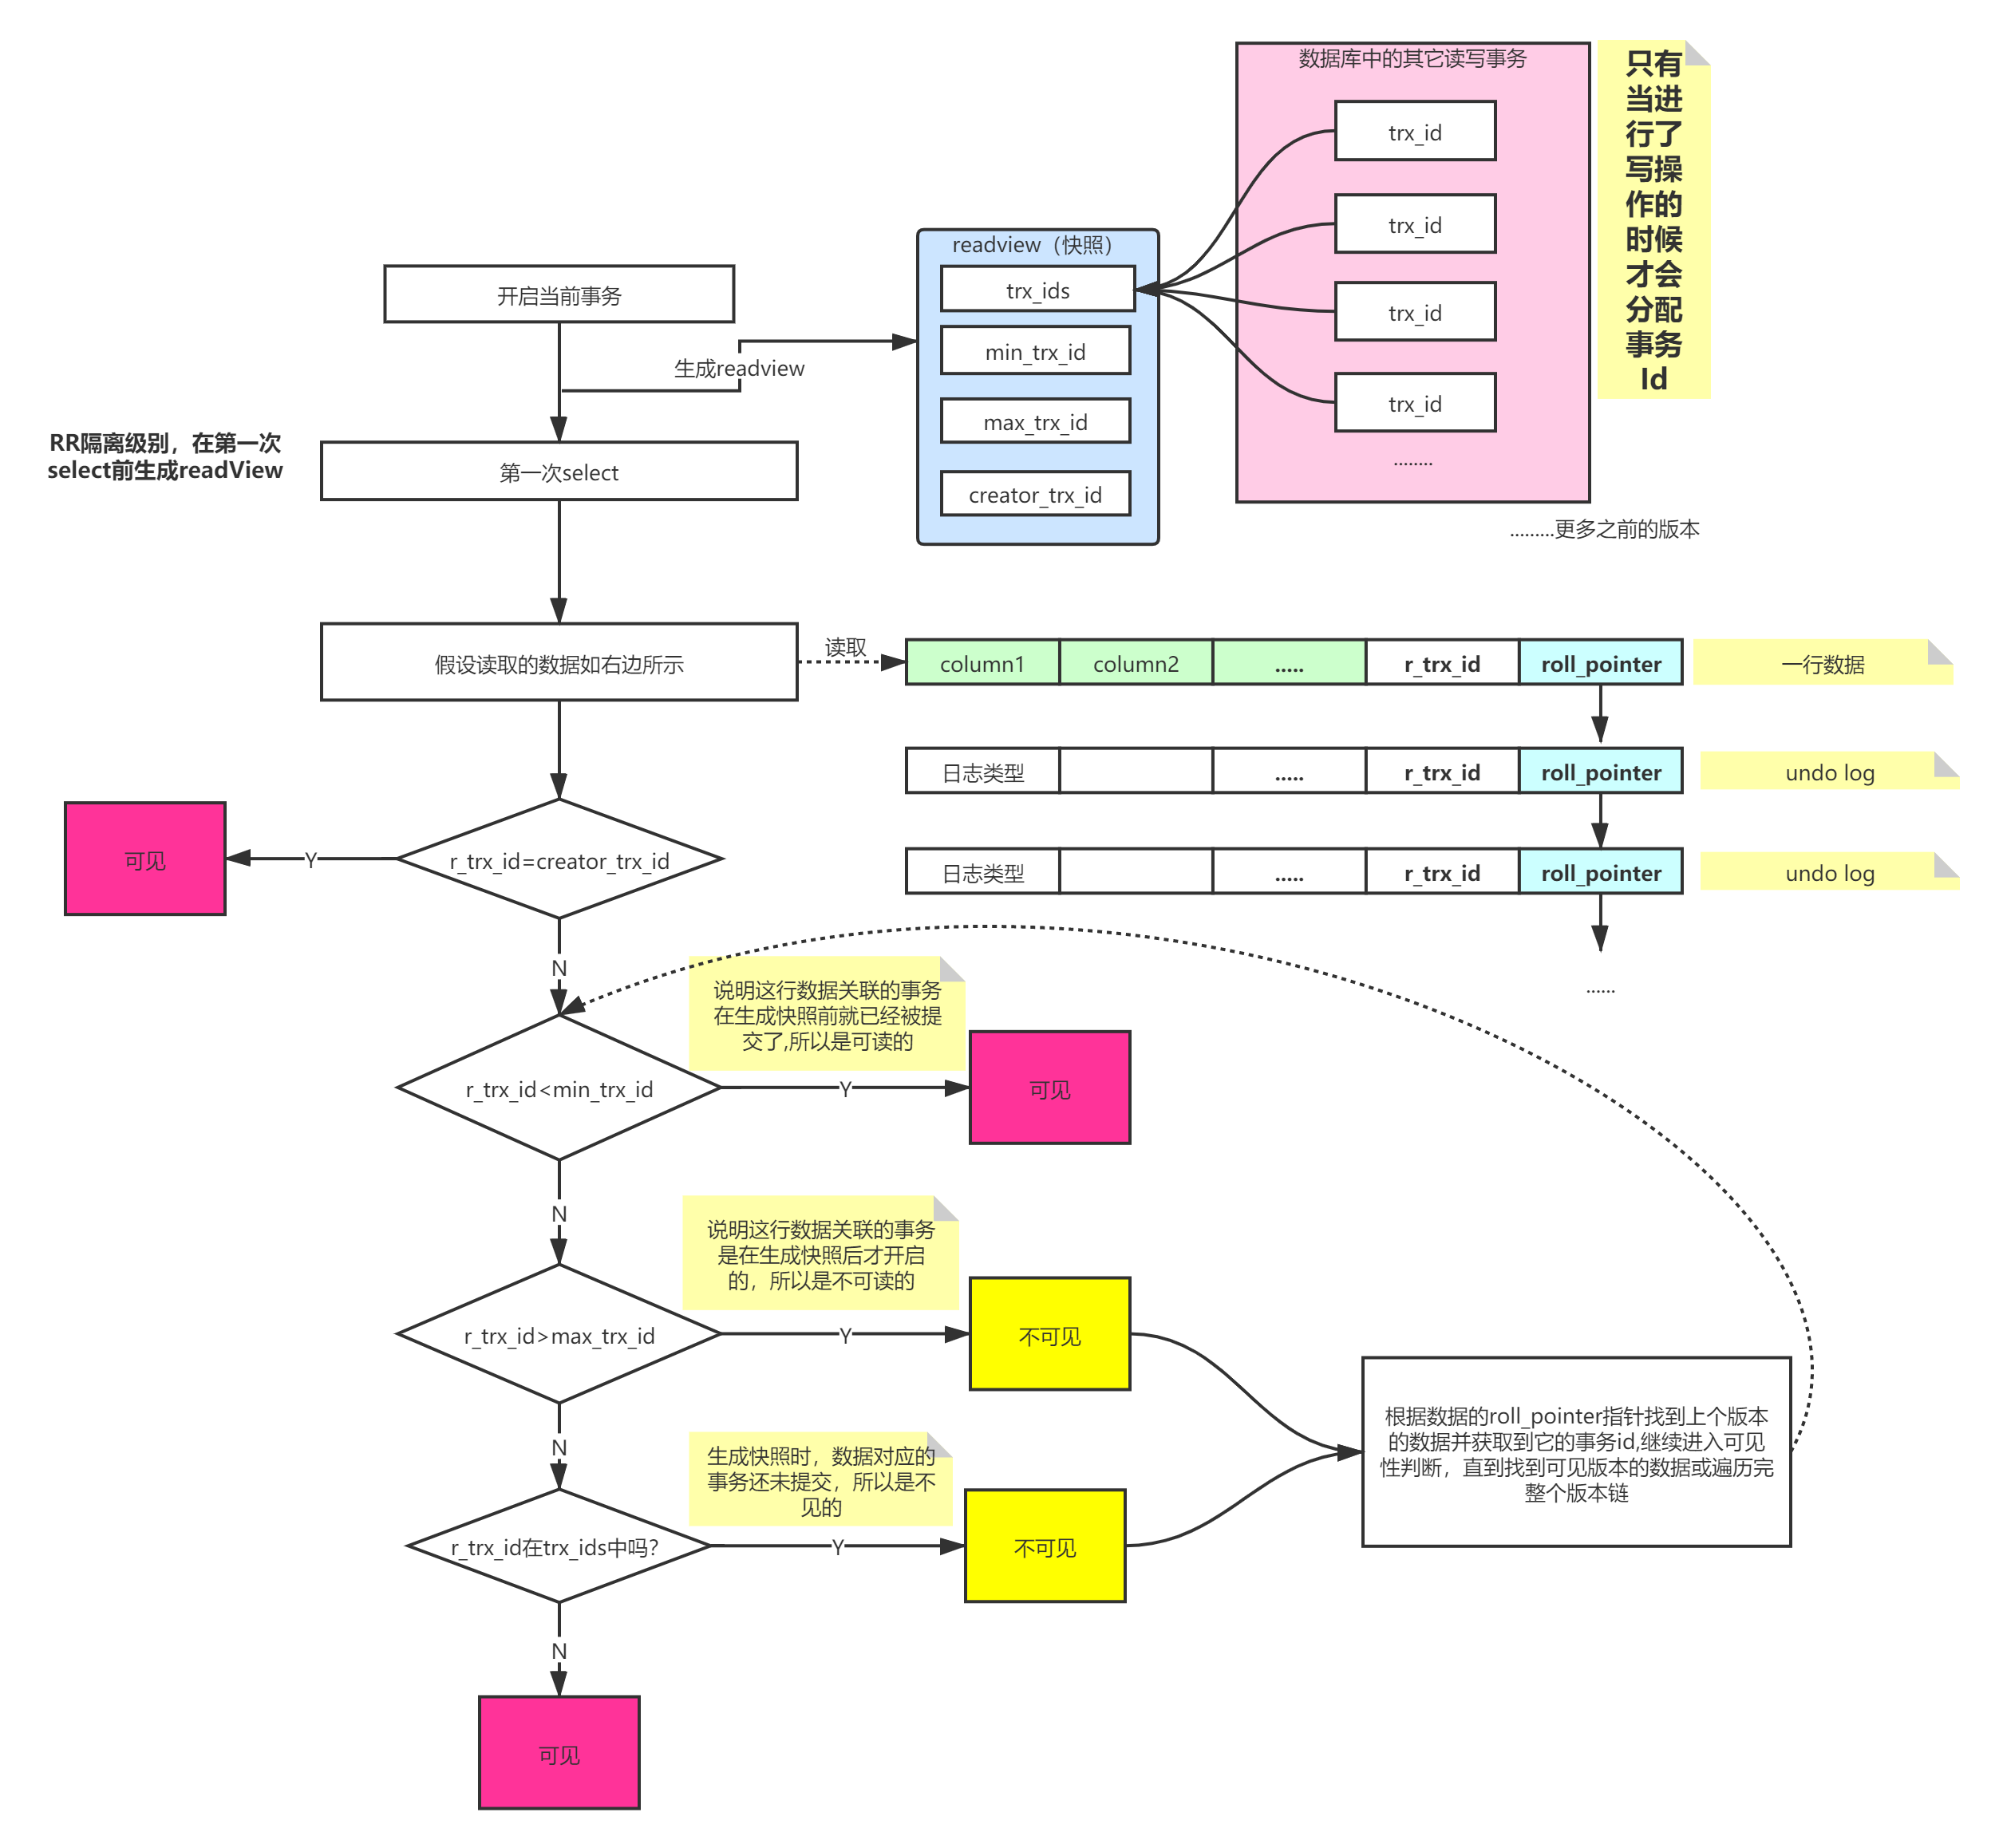 数据库中的其它读写事务
trx_id
trx_id
trx_id
trx_id
........
只有
当进
行了
写操
作的
时候
才会
分配
事务
Id
readview（快照）
trx_ids
min_trx_id
max_trx_id
creator_trx_id
开启当前事务
生成readview
RR隔离级别，在第一次
select前生成readView
第一次select
.........更多之前的版本
假设读取的数据如右边所示
读取
column1 column2 ..... r_trx_id roll_pointer
一行数据
日志类型 ..... r_trx_id roll_pointer
undo log
日志类型 ..... r_trx_id roll_pointer
undo log
......
可见
Y
r_trx_id=creator_trx_id
N
说明这行数据关联的事务
在生成快照前就已经被提
交了,所以是可读的
r_trx_id<min_trx_id
Y
可见
N
说明这行数据关联的事务
是在生成快照后才开启
的，所以是不可读的
r_trx_id>max_trx_id
Y
不可见
N
生成快照时，数据对应的
事务还未提交，所以是不
见的
r_trx_id在trx_ids中吗?
Y
不可见
根据数据的roll_pointer指针找到上个版本
的数据并获取到它的事务id,继续进入可见
性判断，直到找到可见版本的数据或遍历完
整个版本链
N
可见